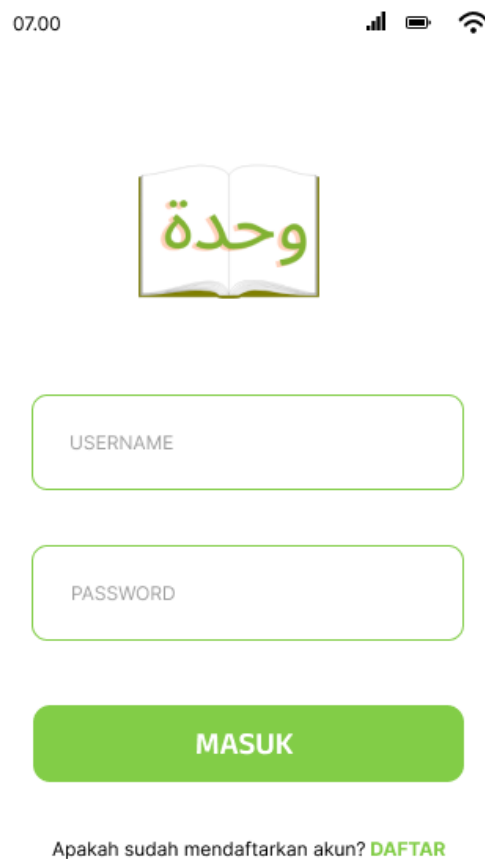 07.00
وحدة
USERNAME
PASSWORD
MASUK
Apakah sudah mendaftarkan akun? DAFTAR